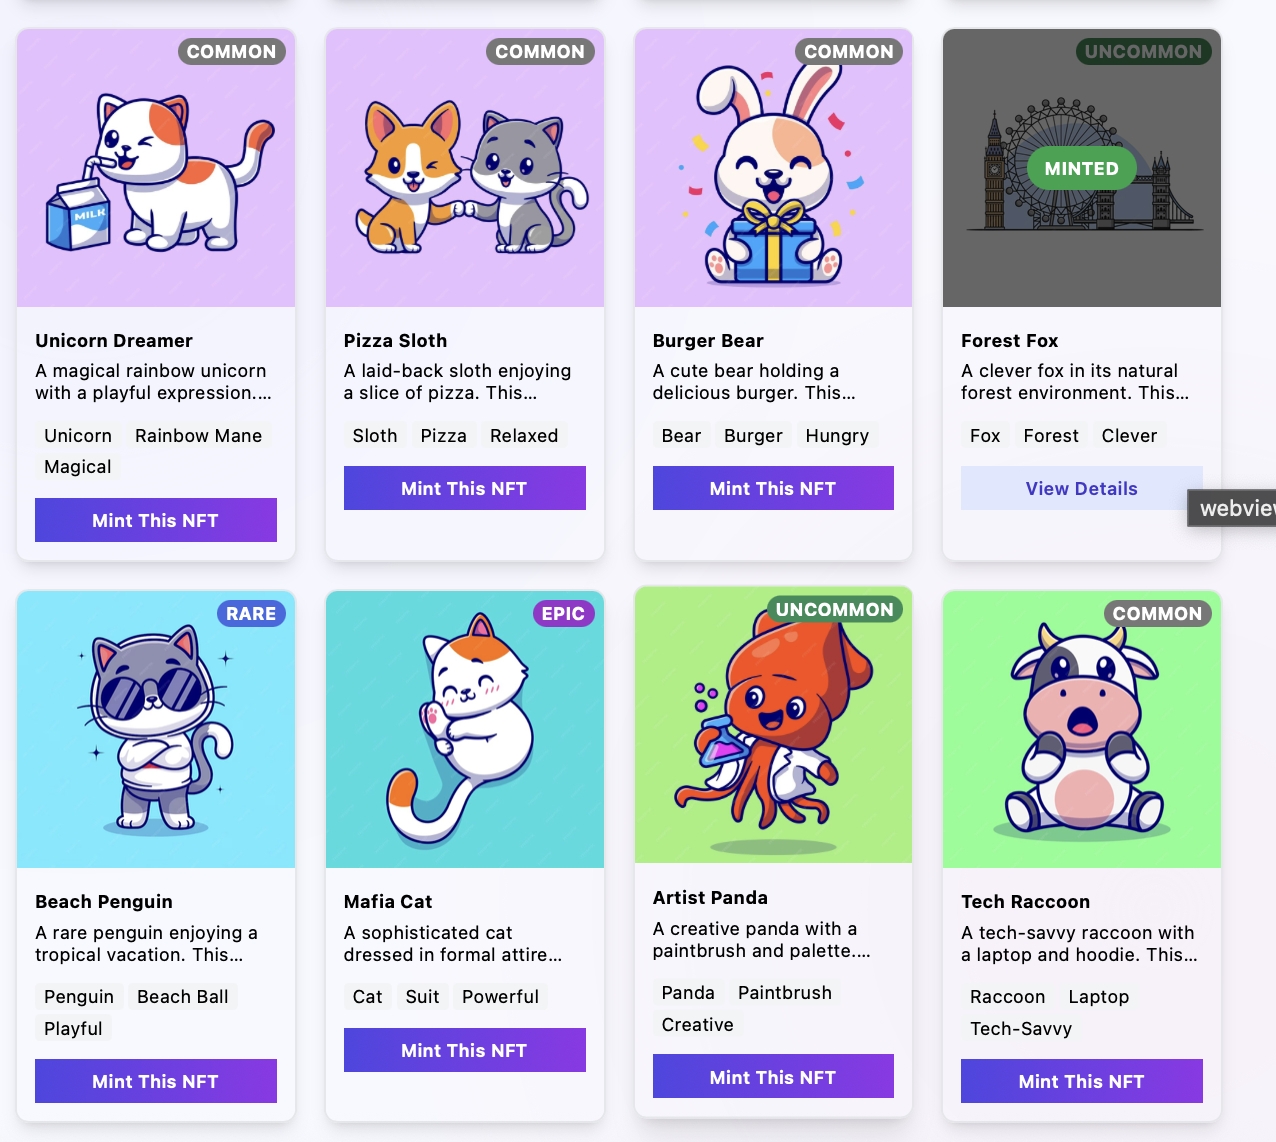 COMMON
COMMON
COMMON
UNCOMMON
MILK
MINTED
Unicorn Dreamer
A magical rainbow unicorn
with a playful expression....
Unicorn Rainbow Mane
Magical
Mint This NFT
Pizza Sloth
A laid-back sloth enjoying
a slice of pizza. This...
Sloth Pizza Relaxed
Mint This NFT
Burger Bear
A cute bear holding a
delicious burger. This...
Bear Burger Hungry
Mint This NFT
Forest Fox
A clever fox in its natural
forest environment. This...
Fox Forest Clever
View Details
RARE
EPIC
UNCOMMON
COMMON
Beach Penguin
A rare penguin enjoying a
tropical vacation. This...
Penguin Beach Ball
Playful
Mint This NFT
Mafia Cat
A sophisticated cat
dressed in formal attire...
Cat Suit Powerful
Mint This NFT
Artist Panda
A creative panda with a
paintbrush and palette....
Panda Paintbrush
Creative
Mint This NFT
Tech Raccoon
A tech-savvy raccoon with
a laptop and hoodie. This...
Raccoon Laptop
Tech-Savvy
Mint This NFT